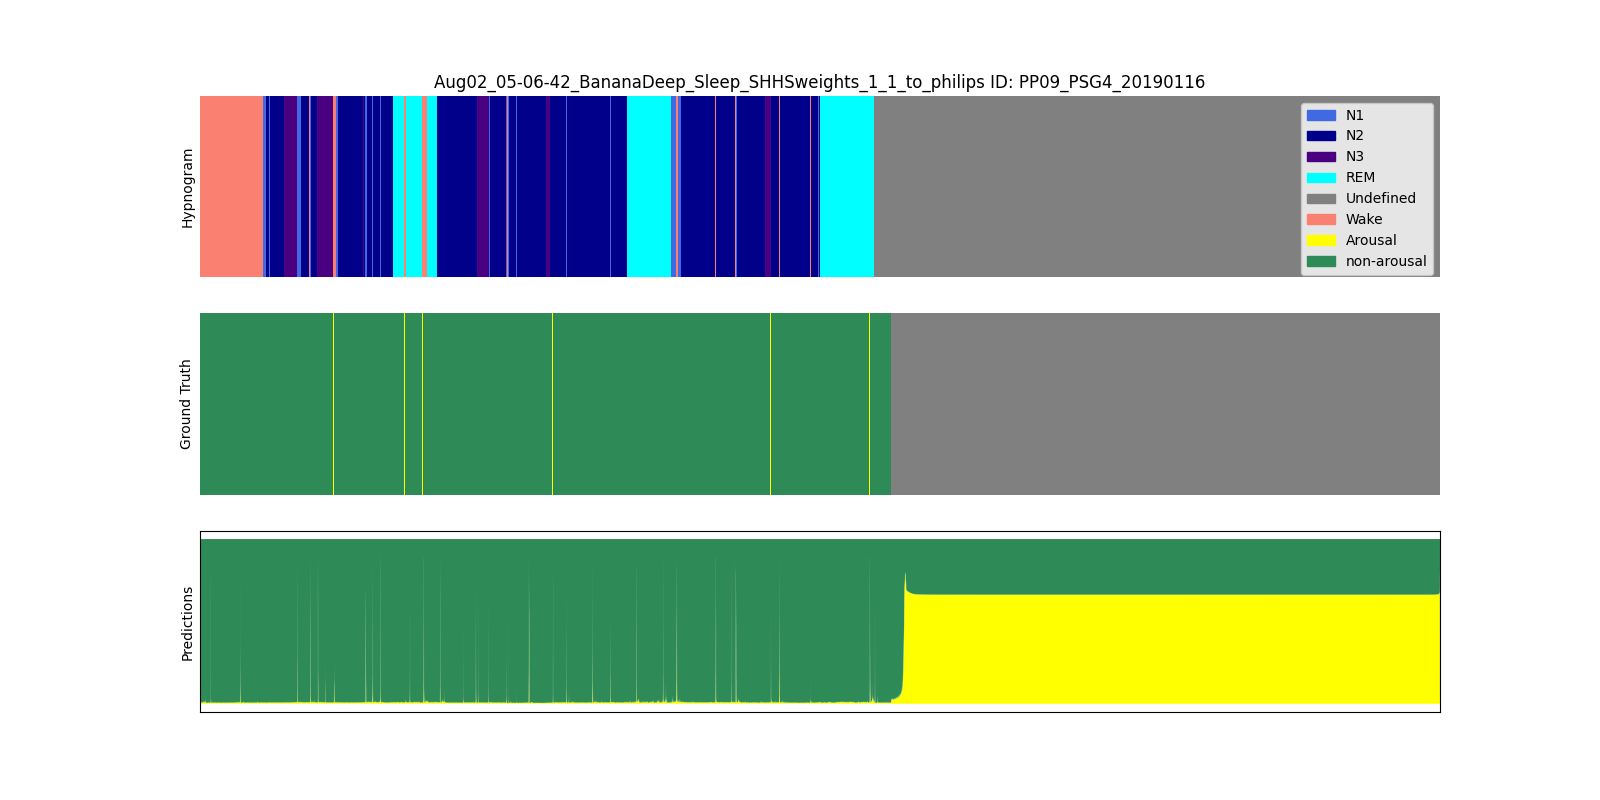 Aug02_05-06-42_BananaDeep_Sleep_SHHSweights_1_1_to_philips ID: PP09_PSG4_20190116
Hypnogram
N1
N2
N3
REM
Undefined
Wake
Arousal
non-arousal
Ground Truth
Predictions